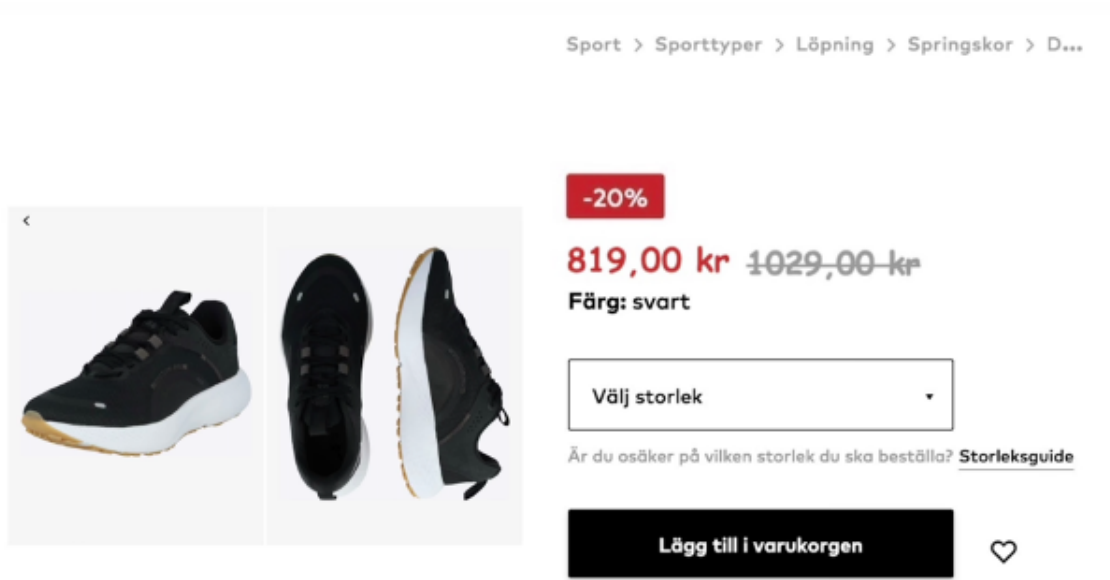 Sport > Sporttyper > Löpning > Springskor > D...
-20%
819,00 kr 1029,00 kr
Färg: svart
Välj storlek
Är du osäker på vilken storlek du ska beställa? Storleksguide
Lägg till i varukorgen